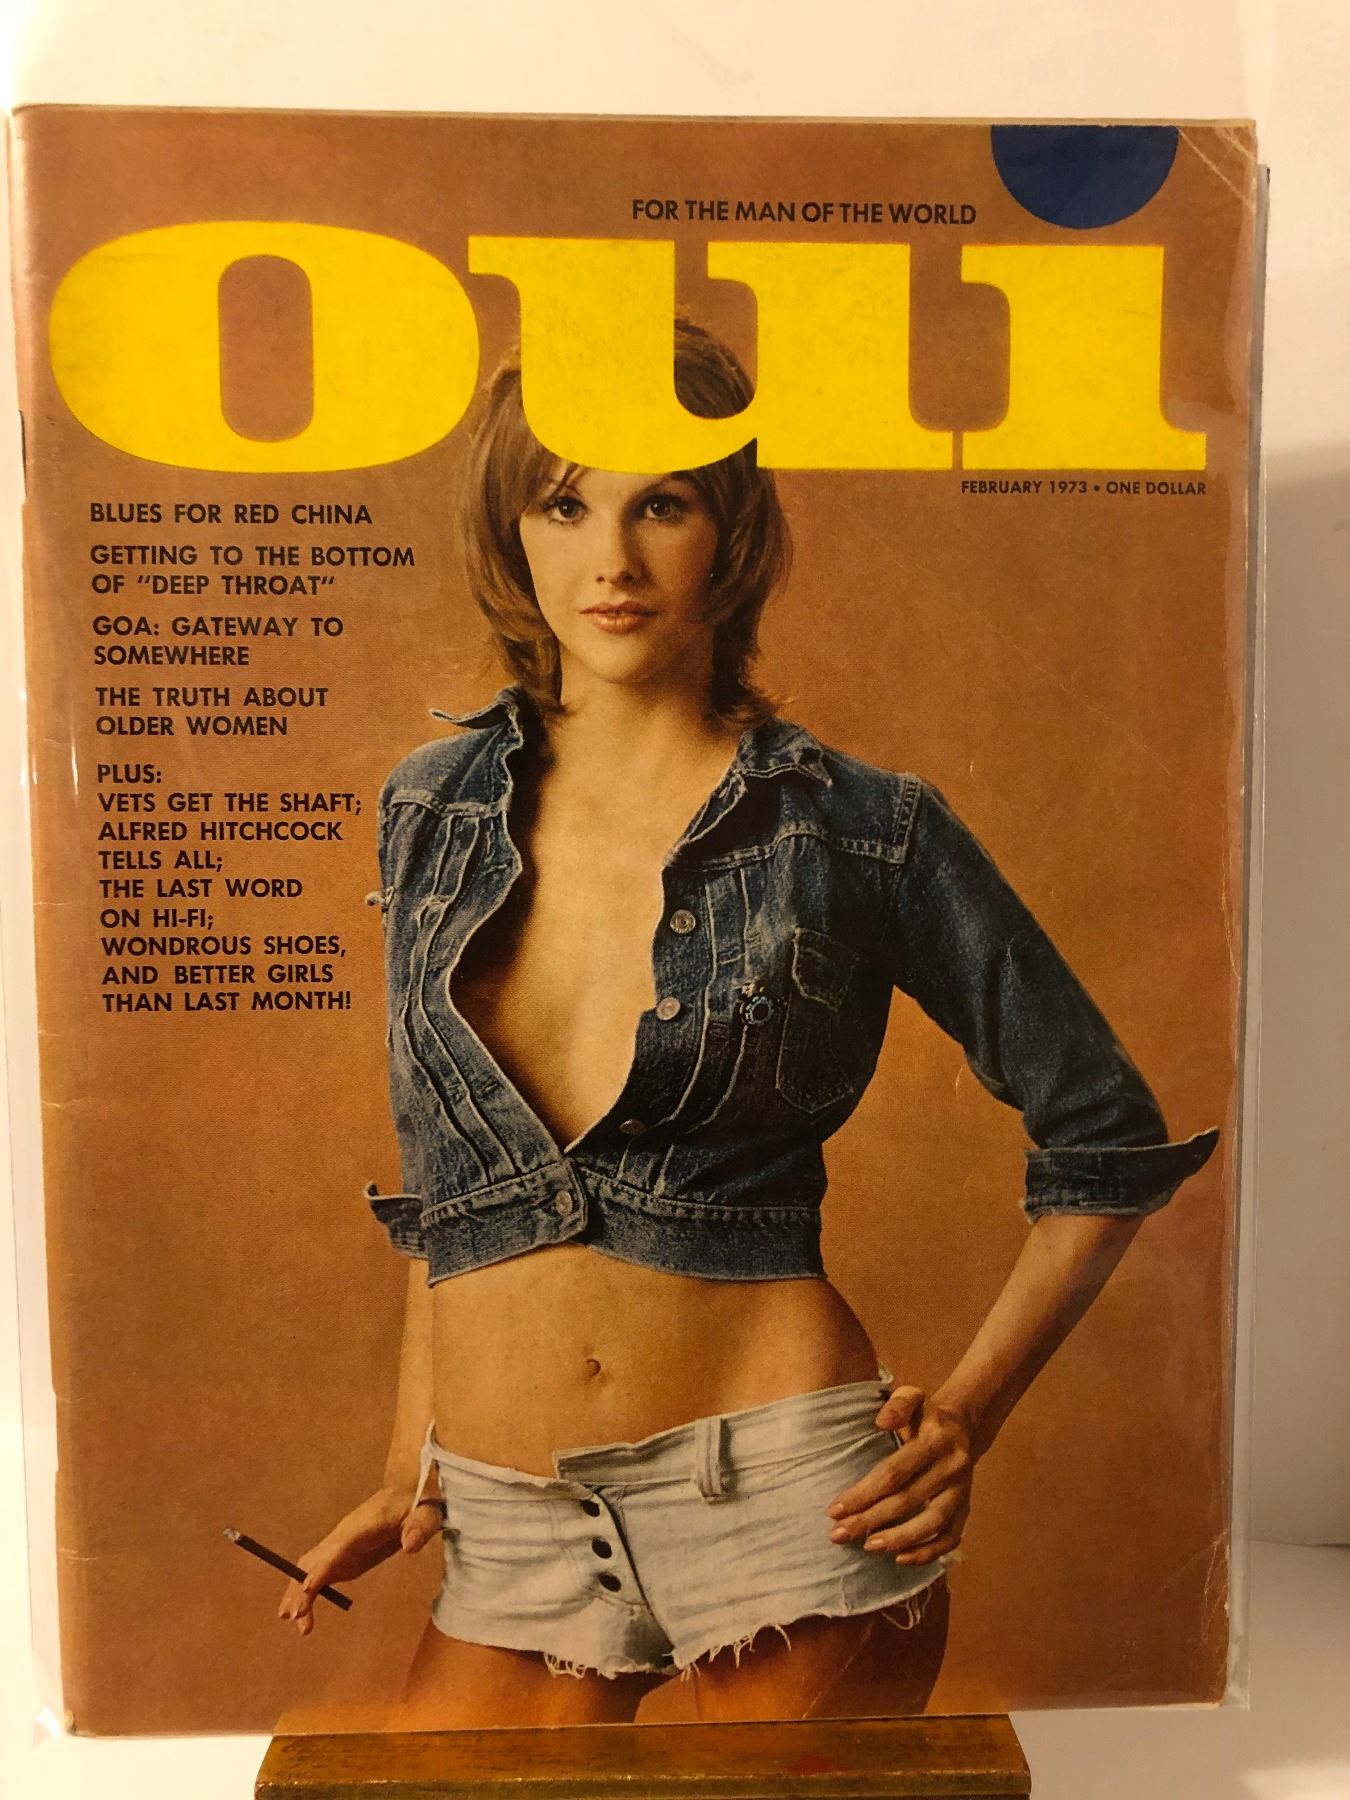 FOR THE MAN OF THE WORLD
oui
FEBRUARY 1973 • ONE DOLLAR
BLUES FOR RED CHINA
GETTING TO THE BOTTOM
OF "DEEP THROAT"
GOA: GATEWAY TO
SOMEWHERE
THE TRUTH ABOUT
OLDER WOMEN
PLUS:
VETS GET THE SHAFT;
ALFRED HITCHCOCK
TELLS ALL;
THE LAST WORD
ON HI-FI;
WONDROUS SHOES,
AND BETTER GIRLS
THAN LAST MONTH!